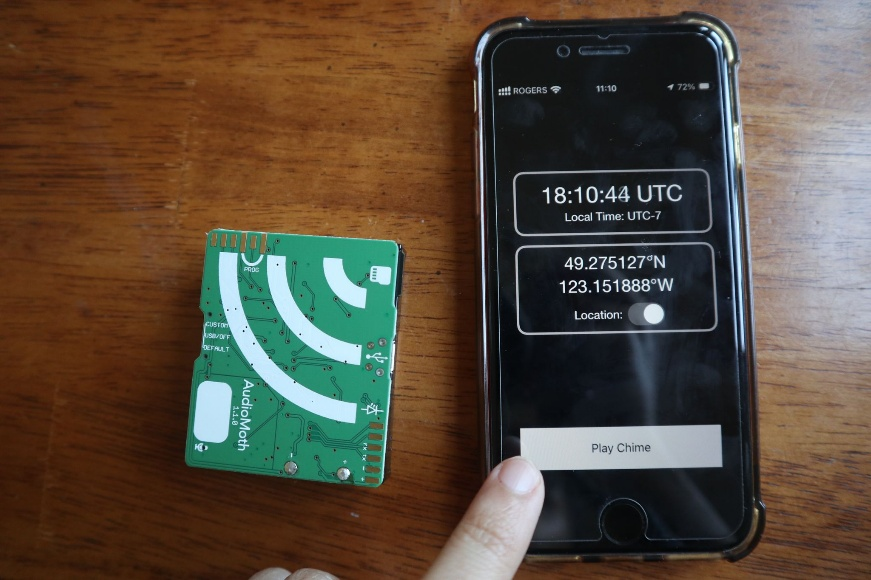 ROGERS 11:10 72%
18:10:44 UTC
Local Time: UTC-7
49.275127°N
123.151888°W
Location:
Play Chime
PROG
CUSTOM
USB/OFF
DEFAULT
AudioMoth
1.1.0